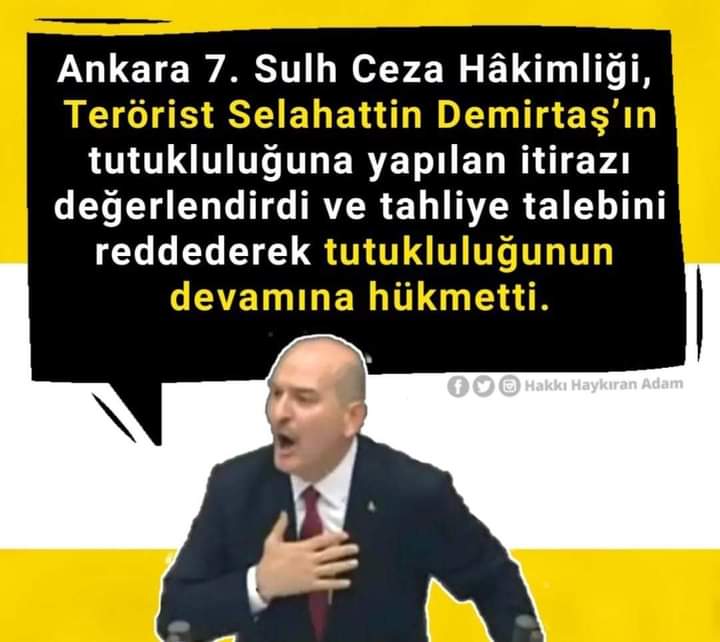 Ankara 7. Sulh Ceza Hâkimliği,
Terörist Selahattin Demirtaş’ın
tutukluluğuna yapılan itirazı
değerlendirdi ve tahliye talebini
reddederek tutukluluğunun
devamına hükmetti.
Hakkı Haykıran Adam